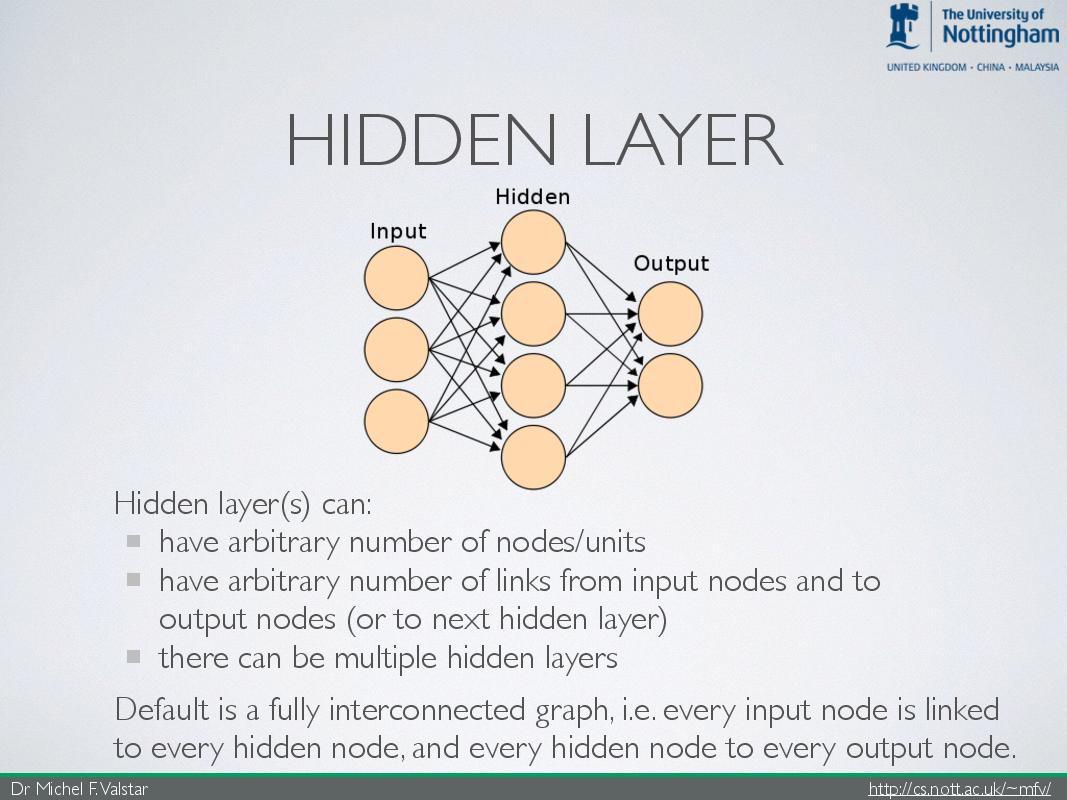 The University of
Nottingham
UNITED KINGDOM · CHINA · MALAYSIA
HIDDEN LAYER
Hidden
Input
Output
Hidden layer(s) can:
have arbitrary number of nodes/units
have arbitrary number of links from input nodes and to
output nodes (or to next hidden layer)
there can be multiple hidden layers
Default is a fully interconnected graph, i.e. every input node is linked
to every hidden node, and every hidden node to every output node.
Dr Michel F. Valstar
http://cs.nott.ac.uk/~mfv/